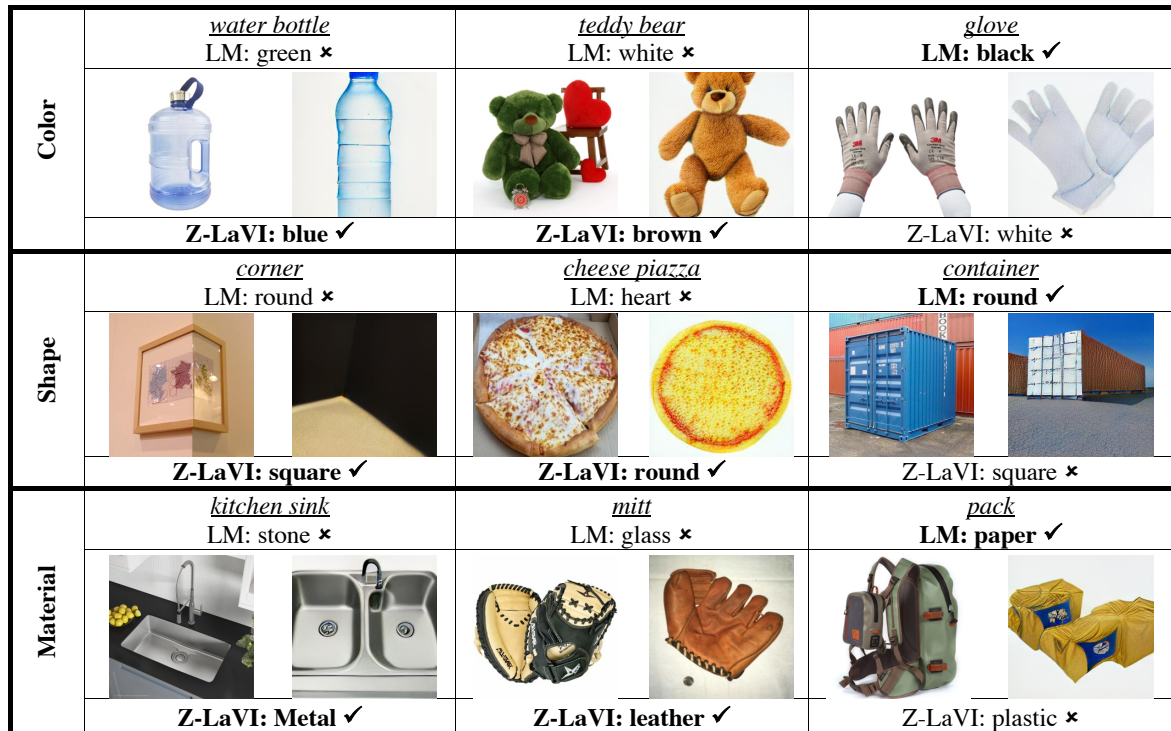 water bottle
LM: green ✘
teddy bear
LM: white ✘
glove
LM: black ✓
Color
3M
3M
Z-LaVI: blue ✓
Z-LaVI: brown ✓
Z-LaVI: white ✘
corner
LM: round ✘
cheese piazza
LM: heart ✘
container
LM: round ✓
Shape
Z-LaVI: square ✓
Z-LaVI: round ✓
Z-LaVI: square ✘
kitchen sink
LM: stone ✘
mitt
LM: glass ✘
pack
LM: paper ✓
Material
Z-LaVI: Metal ✓
Z-LaVI: leather ✓
Z-LaVI: plastic ✘